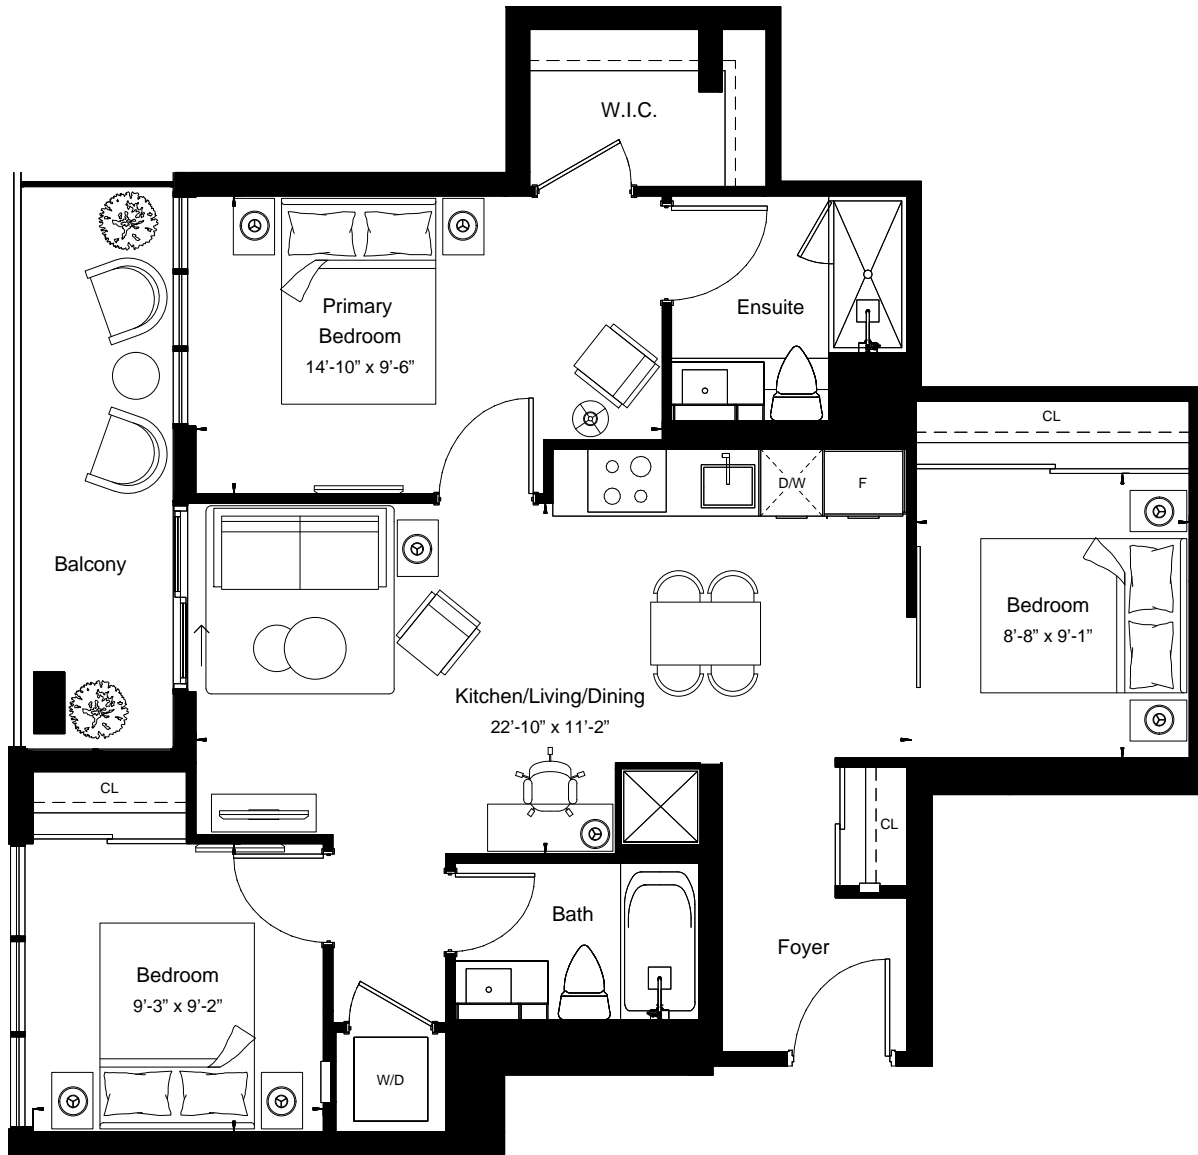 W.I.C.
Primary
Bedroom
14’-10” x 9’-6”
Ensuite
CL
D/W
F
Balcony
Bedroom
8’-8” x 9’-1”
Kitchen/Living/Dining
22’-10” x 11’-2”
CL
CL
Bath
Foyer
Bedroom
9’-3” x 9’-2”
W/D